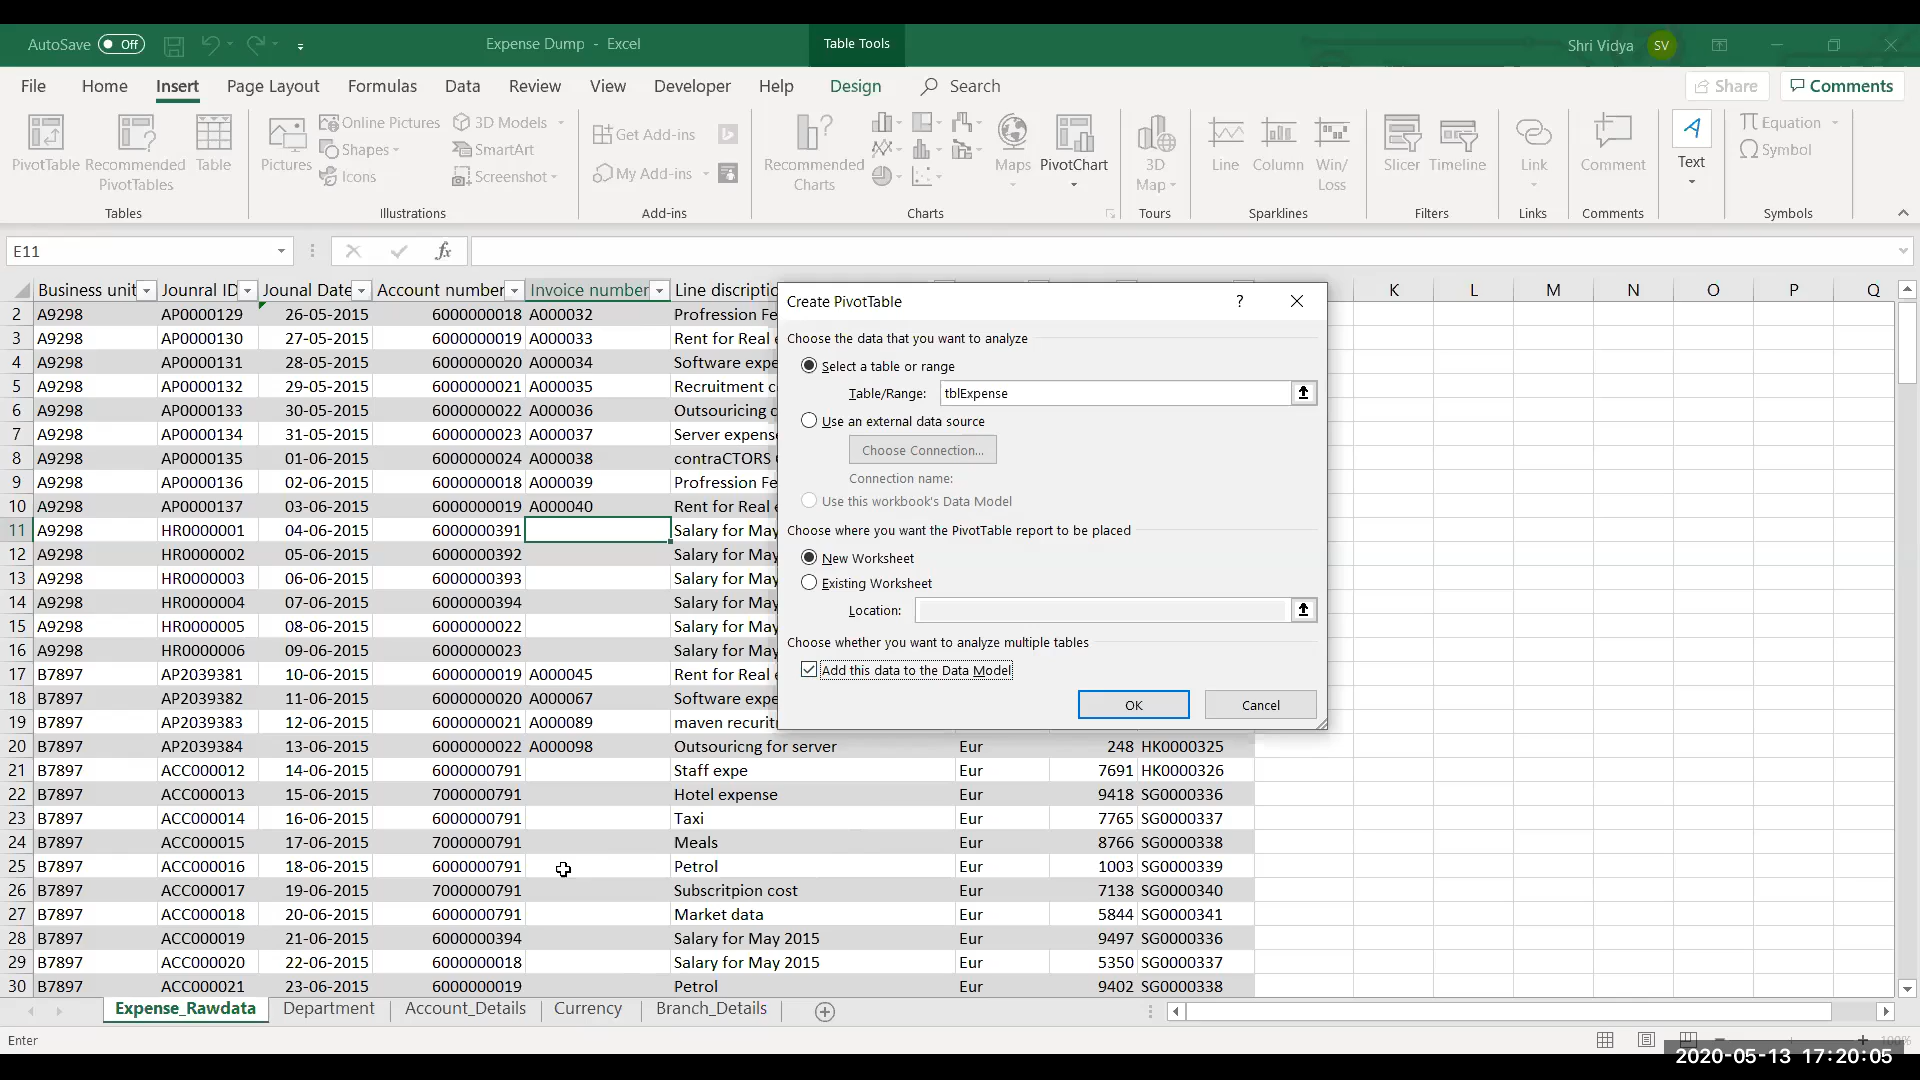 AutoSave Off Expense Dump - Excel Table Tools Shri Vidya SV
File Home Insert Page Layout Formulas Data Review View Developer Help Design Search Share Comments
PivotTable Recommended PivotTables Table
Tables
Pictures Online Pictures Shapes Icons 3D Models SmartArt Screenshot
Illustrations
Get Add-ins My Add-ins
Add-ins
Recommended Charts Maps PivotChart
Charts
3D Map
Tours
Line Column Win/Loss
Sparklines
Slicer Timeline
Filters
Link
Links
Comment
Comments
A Text
Equation Symbol
Symbols
E11 fx
Business unit Jounral ID Jounal Date Account number Invoice number Line discriptio K L M N O P Q
2 A9298 AP0000129 26-05-2015 6000000018 A000032 Profression Fe
3 A9298 AP0000130 27-05-2015 6000000019 A000033 Rent for Real e
4 A9298 AP0000131 28-05-2015 6000000020 A000034 Software expe
5 A9298 AP0000132 29-05-2015 6000000021 A000035 Recruitment c
6 A9298 AP0000133 30-05-2015 6000000022 A000036 Outsouricing c
7 A9298 AP0000134 31-05-2015 6000000023 A000037 Server expense
8 A9298 AP0000135 01-06-2015 6000000024 A000038 contraCTORS
9 A9298 AP0000136 02-06-2015 6000000018 A000039 Profression Fe
10 A9298 AP0000137 03-06-2015 6000000019 A000040 Rent for Real e
11 A9298 HR0000001 04-06-2015 6000000391 Salary for May
12 A9298 HR0000002 05-06-2015 6000000392 Salary for May
13 A9298 HR0000003 06-06-2015 6000000393 Salary for May
14 A9298 HR0000004 07-06-2015 6000000394 Salary for May
15 A9298 HR0000005 08-06-2015 6000000022 Salary for May
16 A9298 HR0000006 09-06-2015 6000000023 Salary for May
17 B7897 AP2039381 10-06-2015 6000000019 A000045 Rent for Real e
18 B7897 AP2039382 11-06-2015 6000000020 A000067 Software expe
19 B7897 AP2039383 12-06-2015 6000000021 A000089 maven recuritn
20 B7897 AP2039384 13-06-2015 6000000022 A000098 Outsouricng for server Eur 248 HK0000325
21 B7897 ACC000012 14-06-2015 6000000791 Staff expe Eur 7691 HK0000326
22 B7897 ACC000013 15-06-2015 7000000791 Hotel expense Eur 9418 SG0000336
23 B7897 ACC000014 16-06-2015 6000000791 Taxi Eur 7765 SG0000337
24 B7897 ACC000015 17-06-2015 7000000791 Meals Eur 8766 SG0000338
25 B7897 ACC000016 18-06-2015 6000000791 Petrol Eur 1003 SG0000339
26 B7897 ACC000017 19-06-2015 7000000791 Subscritpion cost Eur 7138 SG0000340
27 B7897 ACC000018 20-06-2015 6000000791 Market data Eur 5844 SG0000341
28 B7897 ACC000019 21-06-2015 6000000394 Salary for May 2015 Eur 9497 SG0000336
29 B7897 ACC000020 22-06-2015 6000000018 Salary for May 2015 Eur 5350 SG0000337
30 B7897 ACC000021 23-06-2015 6000000019 Petrol Eur 9402 SG0000338
Create PivotTable ?
Choose the data that you want to analyze
Select a table or range
Table/Range: tblExpense
Use an external data source
Choose Connection...
Connection name:
Use this workbook's Data Model
Choose where you want the PivotTable report to be placed
New Worksheet
Existing Worksheet
Location:
Choose whether you want to analyze multiple tables
Add this data to the Data Model
OK Cancel
Expense_Rawdata Department Account_Details Currency Branch_Details
Enter 100%
2020-05-13 17:20:05